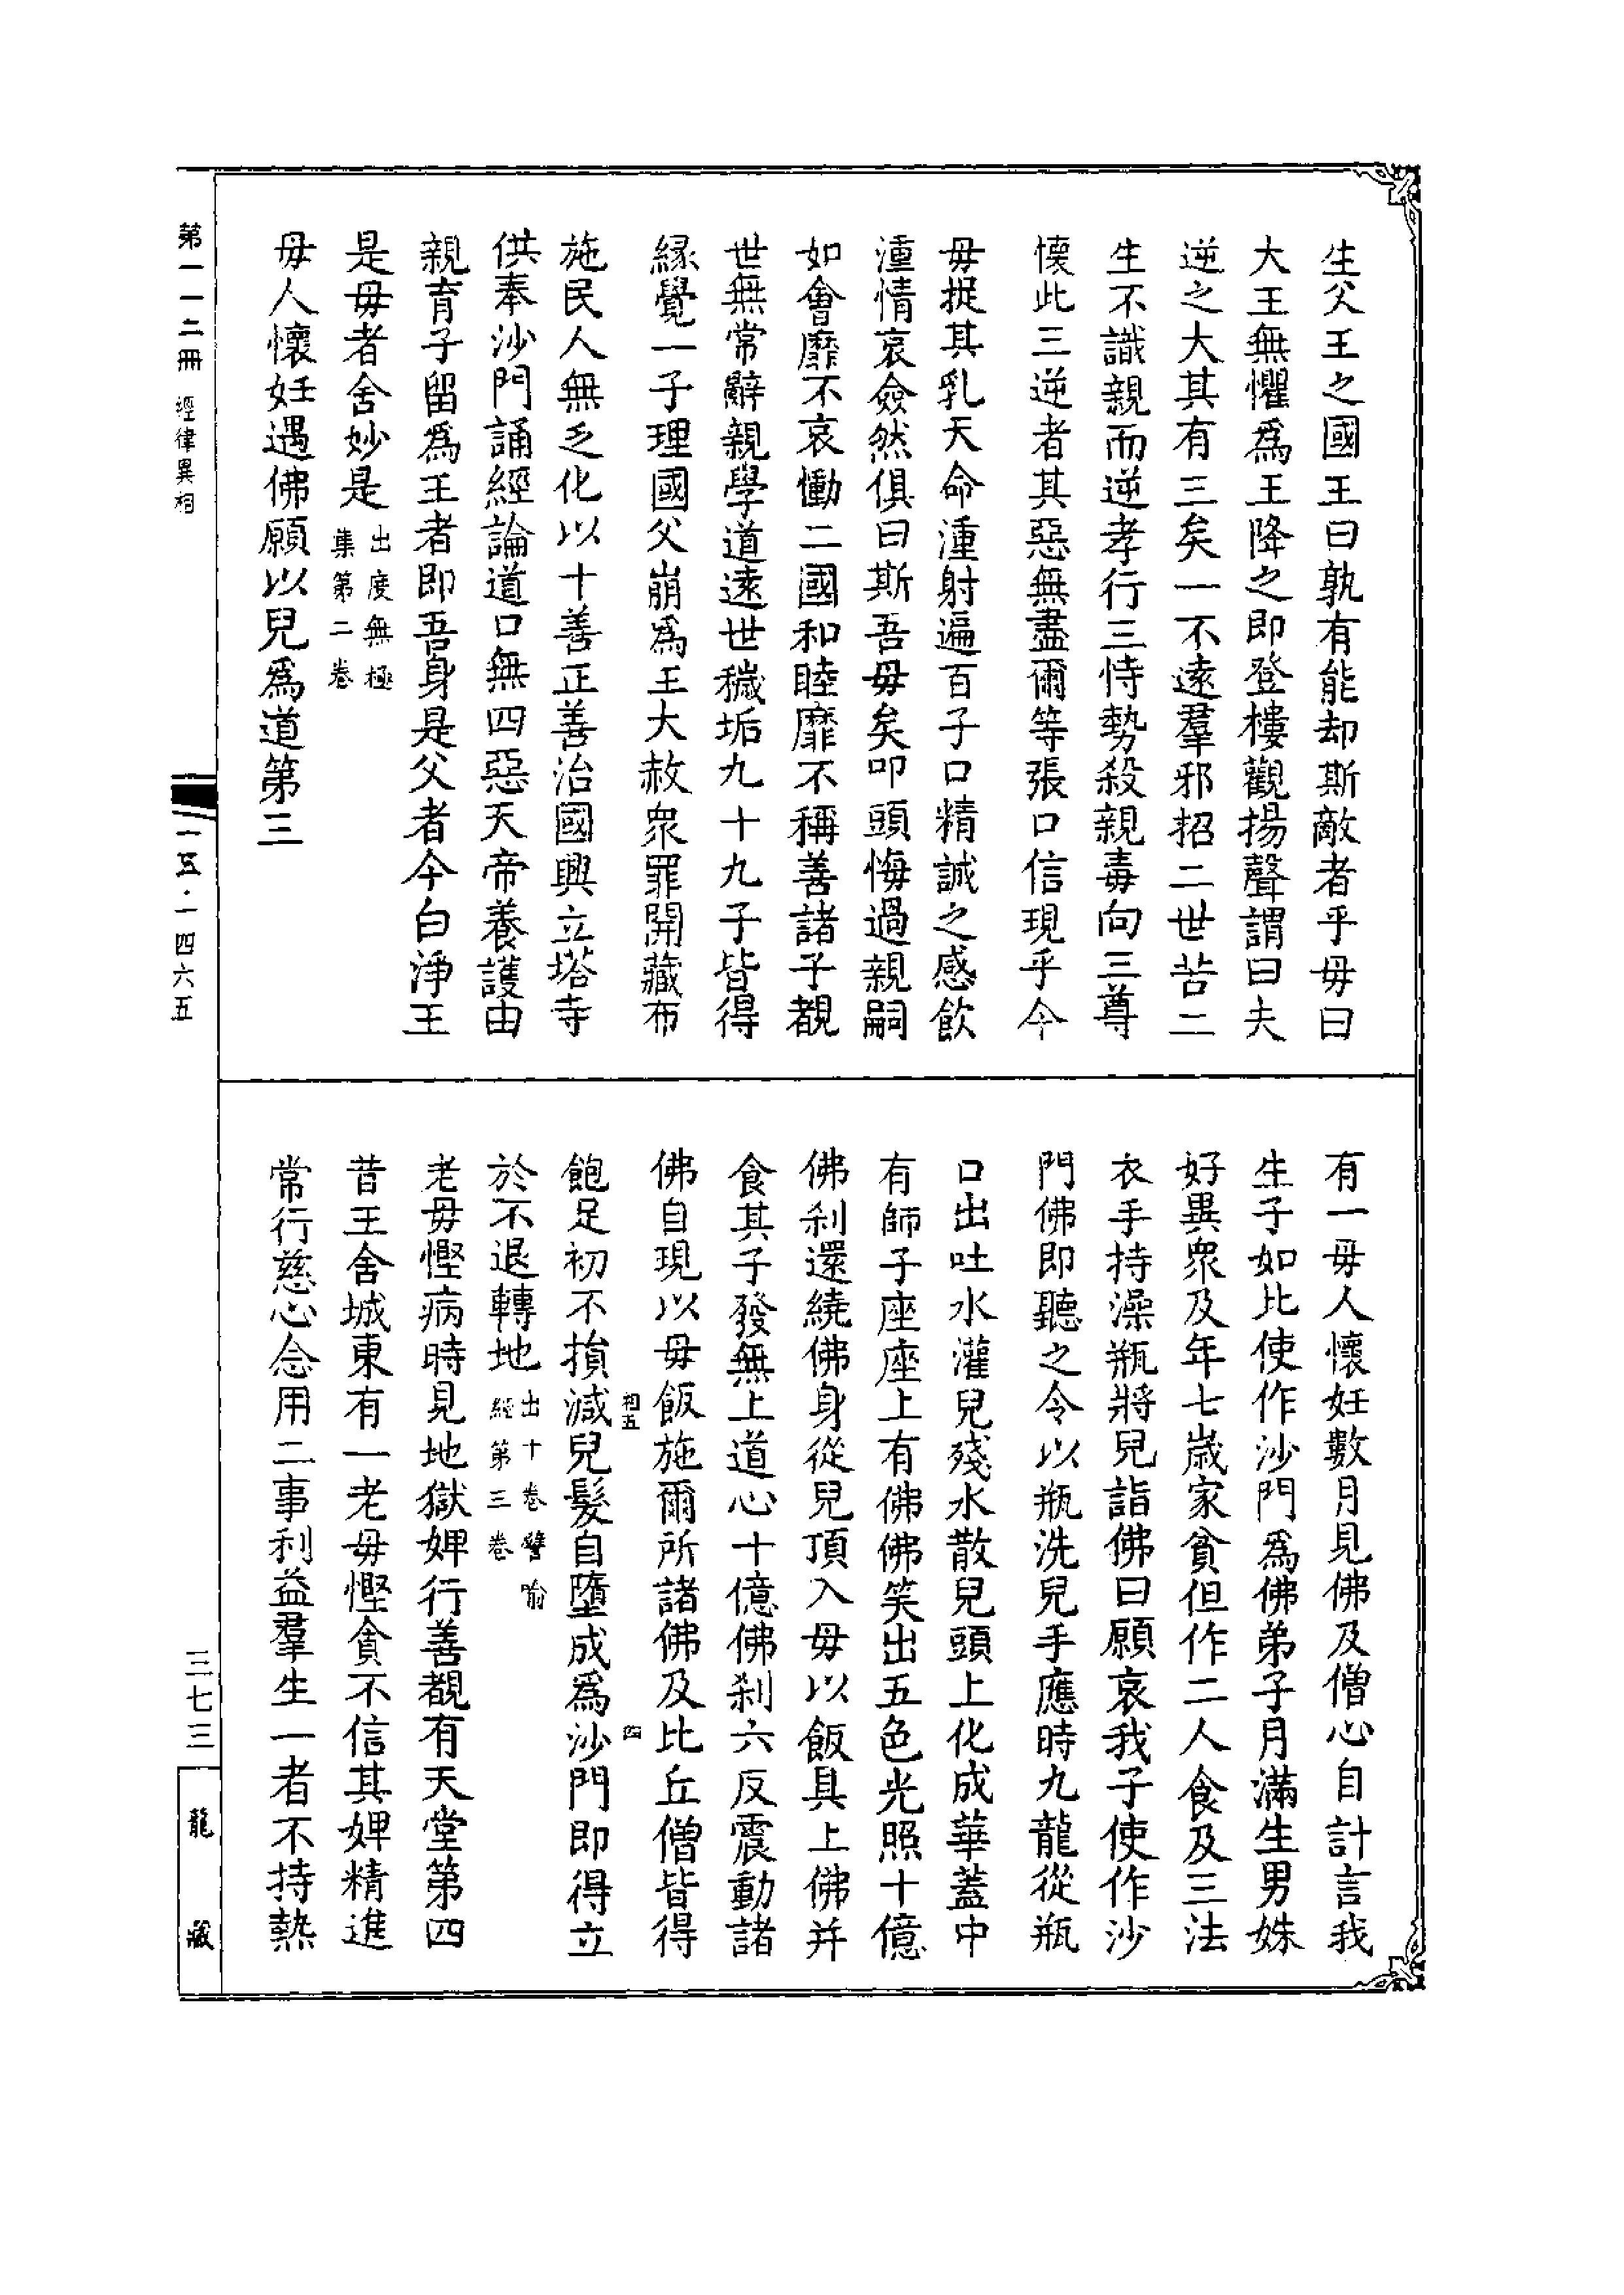 生父王之國王曰孰有能却斯敵者乎毋曰
大王無懼爲王降之即登樓觀揚聲謂曰夫
逆之大其有三矣一不遠羣邪招二世苦二
生不識親而逆孝行三恃勢殺親毒向三尊
懷此三逆者其惡無盡爾等張口信現乎今
毋捉其乳天命湩射遍百子口精誠之感飲
湩情哀僉然俱曰斯吾毋矣叩頭悔過親嗣
如會靡不哀慟二國和睦靡不稱善諸子覩
世無常辭親學道遠世穢垢九十九子皆得
緣覺一子理國父崩爲王大赦衆罪開藏布
施民人無乏化以十善正善治國興立塔寺
供奉沙門誦經論道口無四惡天帝養護由
親育子留爲王者即吾身是父者今白淨王
是毋者舍妙是出度無極
集第二卷
毋人懷妊遇佛願以兒爲道第三
有一毋人懷妊數月見佛及僧心自計言我
生子如比使作沙門爲佛弟子月滿生男姝
好異衆及年七歲家貧但作二人食及三法
衣手持澡瓶將兒詣佛曰願哀我子使作沙
門佛即聽之令以瓶洗兒手應時九龍從瓶
口出吐水灌兒殘水散兒頭上化成華蓋中
有師子座座上有佛佛笑出五色光照十億
佛刹還繞佛身從兒頂入毋以飯具上佛并
食其子發無上道心十億佛刹六反震動諸
佛自現以毋飯施爾所諸佛及比丘僧皆得
初五
四
飽足初不損減兒髮自墮成爲沙門即得立
於不退轉地出十卷譬喻
經第三卷
老毋慳病時見地獄婢行善覩有天堂第四
昔王舍城東有一老毋慳貪不信其婢精進
常行慈心念用二事利益羣生一者不持熱
第一一二冊 經律異相
一五·一四六五
三七三
龍藏